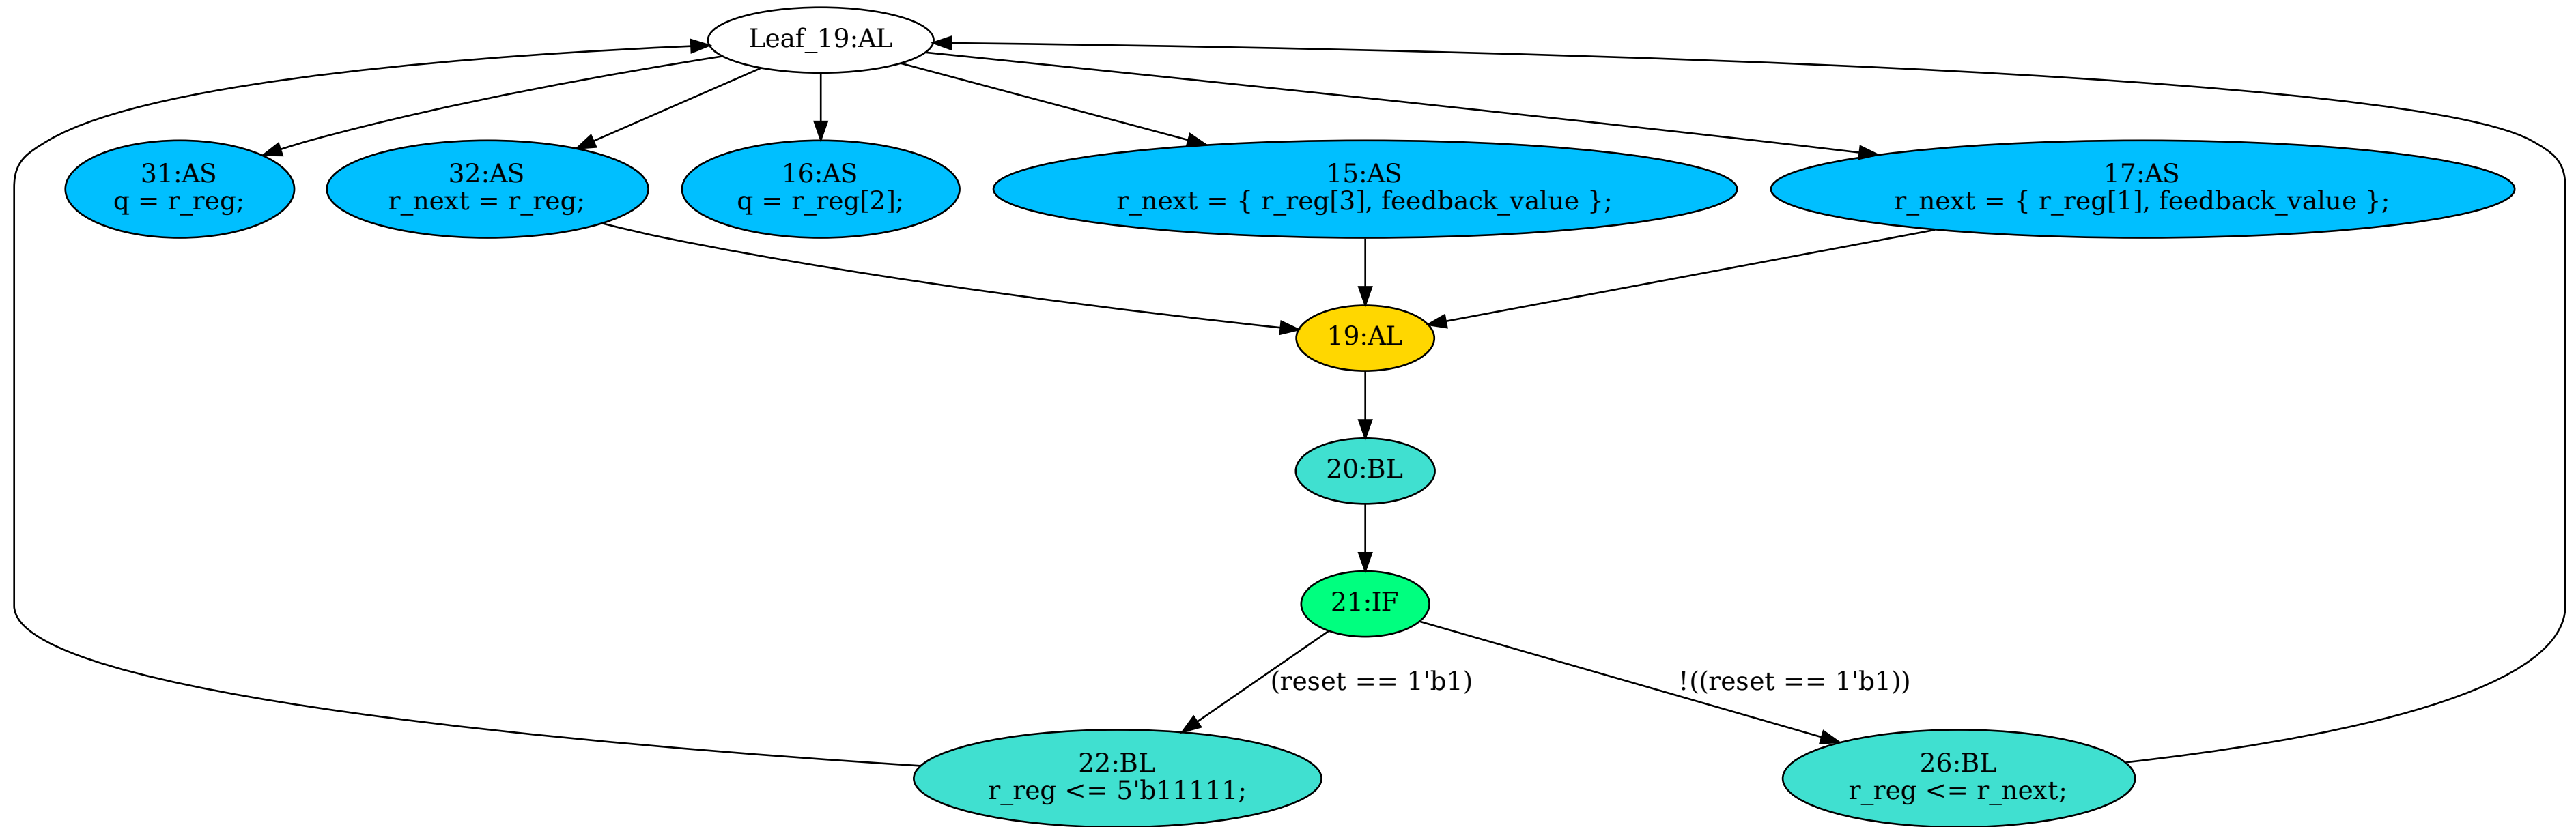 Leaf_19:AL
31:AS
q = r_reg;
32:AS
r_next = r_reg;
16:AS
q = r_reg[2];
15:AS
r_next = { r_reg[3], feedback_value };
17:AS
r_next = { r_reg[1], feedback_value };
19:AL
20:BL
21:IF
(reset == 1'b1)
!((reset == 1'b1))
22:BL
r_reg <= 5'b11111;
26:BL
r_reg <= r_next;